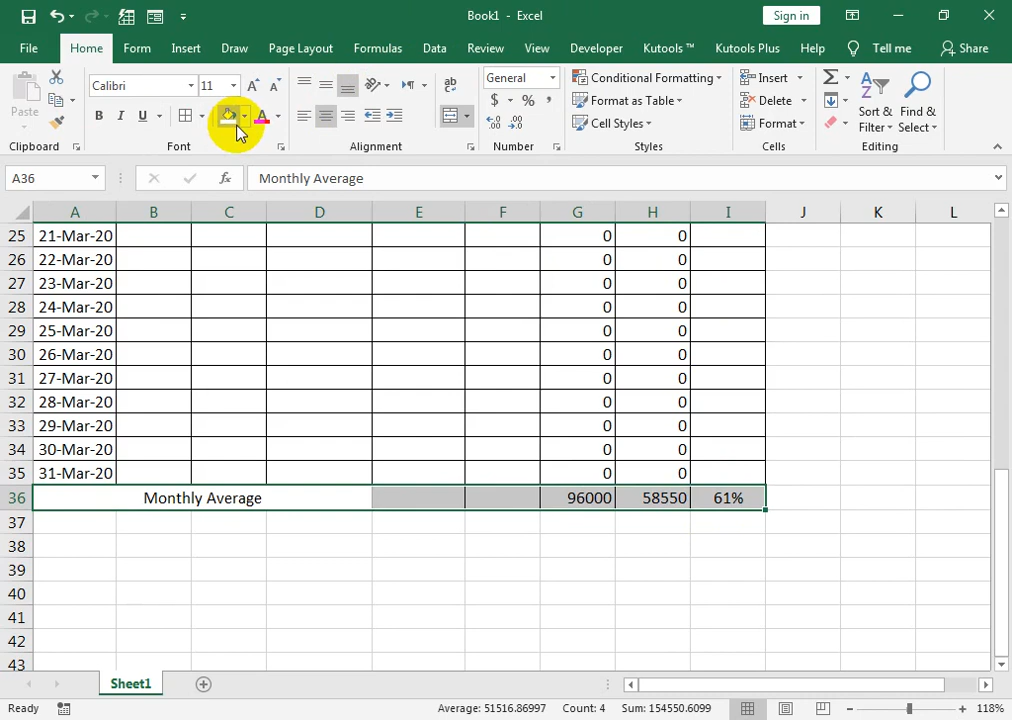 Book1 - Excel
Sign in
File Home Form Insert Draw Page Layout Formulas Data Review View Developer Kutools ™ Kutools Plus Help Tell me Share
Paste
Clipboard
Calibri 11
B I U A
Font
ab
Alignment
General
$ % ,
Number
Conditional Formatting
Format as Table
Cell Styles
Styles
Insert
Delete
Format
Cells
Sort & Filter
Find & Select
Editing
A36 fx Monthly Average
A B C D E F G H I J K L
25 21-Mar-20 0 0
26 22-Mar-20 0 0
27 23-Mar-20 0 0
28 24-Mar-20 0 0
29 25-Mar-20 0 0
30 26-Mar-20 0 0
31 27-Mar-20 0 0
32 28-Mar-20 0 0
33 29-Mar-20 0 0
34 30-Mar-20 0 0
35 31-Mar-20 0 0
36 Monthly Average 96000 58550 61%
37
38
39
40
41
42
43
Sheet1
Ready Average: 51516.86997 Count: 4 Sum: 154550.6099 118%